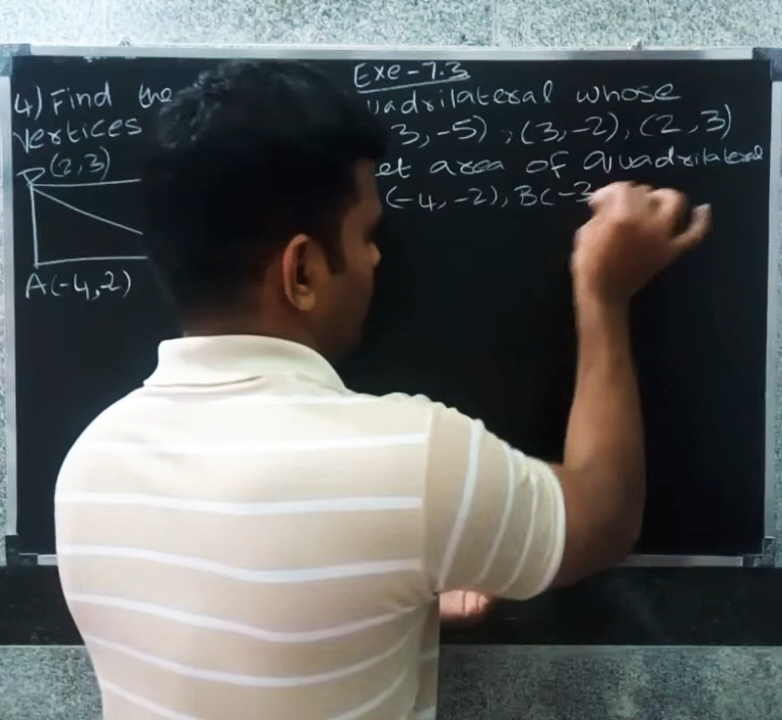 Exe-7.3
4) Find the uadrilateral whose
vertices 3,-5), (3,-2), (2,3)
D(2,3) et area of quadrilateral
(-4,-2), B(-3
A(-4,-2)